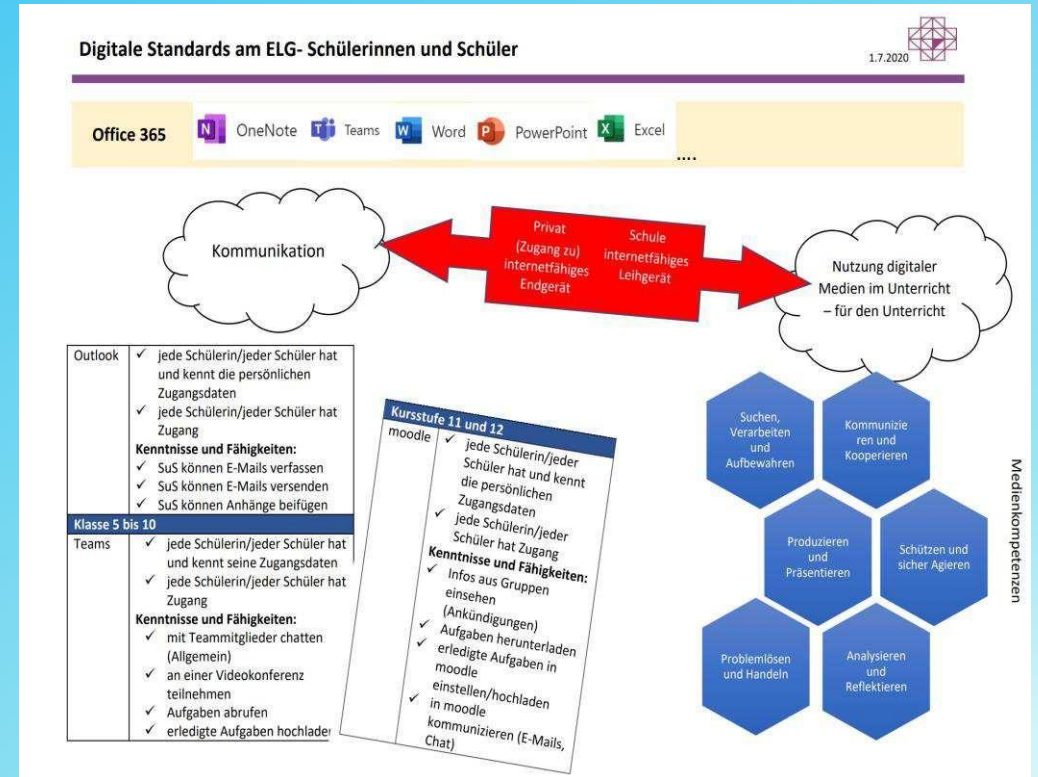 Digitale Standards am ELG- Schülerinnen und Schüler
1.7.2020
Office 365
OneNote
Teams
Word
PowerPoint
Excel
....
Kommunikation
Privat
(Zugang zu)
internetfähiges
Endgerät
Schule
internetfähiges
Leihgerät
Nutzung digitaler
Medien im Unterricht
– für den Unterricht
Outlook
✓ jede Schülerin/jeder Schüler hat
und kennt die persönlichen
Zugangsdaten
✓ jede Schülerin/jeder Schüler hat
Zugang
Kenntnisse und Fähigkeiten:
✓ SuS können E-Mails verfassen
✓ SuS können E-Mails versenden
✓ SuS können Anhänge beifügen
Klasse 5 bis 10
Teams
✓ jede Schülerin/jeder Schüler hat
und kennt seine Zugangsdaten
✓ jede Schülerin/jeder Schüler hat
Zugang
Kenntnisse und Fähigkeiten:
✓ mit Teammitglieder chatten
(Allgemein)
✓ an einer Videokonferenz
teilnehmen
✓ Aufgaben abrufen
✓ erledigte Aufgaben
Kursstufe 11 und 12
moodle
✓ jede Schülerin/jeder
Schüler hat und kennt
die persönlichen
Zugangsdaten
✓ jede Schülerin/jeder
Schüler hat Zugang
Kenntnisse und Fähigkeiten:
✓ Infos aus Gruppen
einsehen
(Ankündigungen)
✓ Aufgaben herunterladen
✓ erledigte Aufgaben in
moodle
einstellen/hochladen
✓ in moodle
kommunizieren (E-Mails,
Chat)
Suchen,
Verarbeiten
und
Aufbewahren
Kommunizie
ren und
Kooperieren
Produzieren
und
Präsentieren
Schützen und
sicher Agieren
Problemlösen
und Handeln
Analysieren
und
Reflektieren
Medienkompetenzen